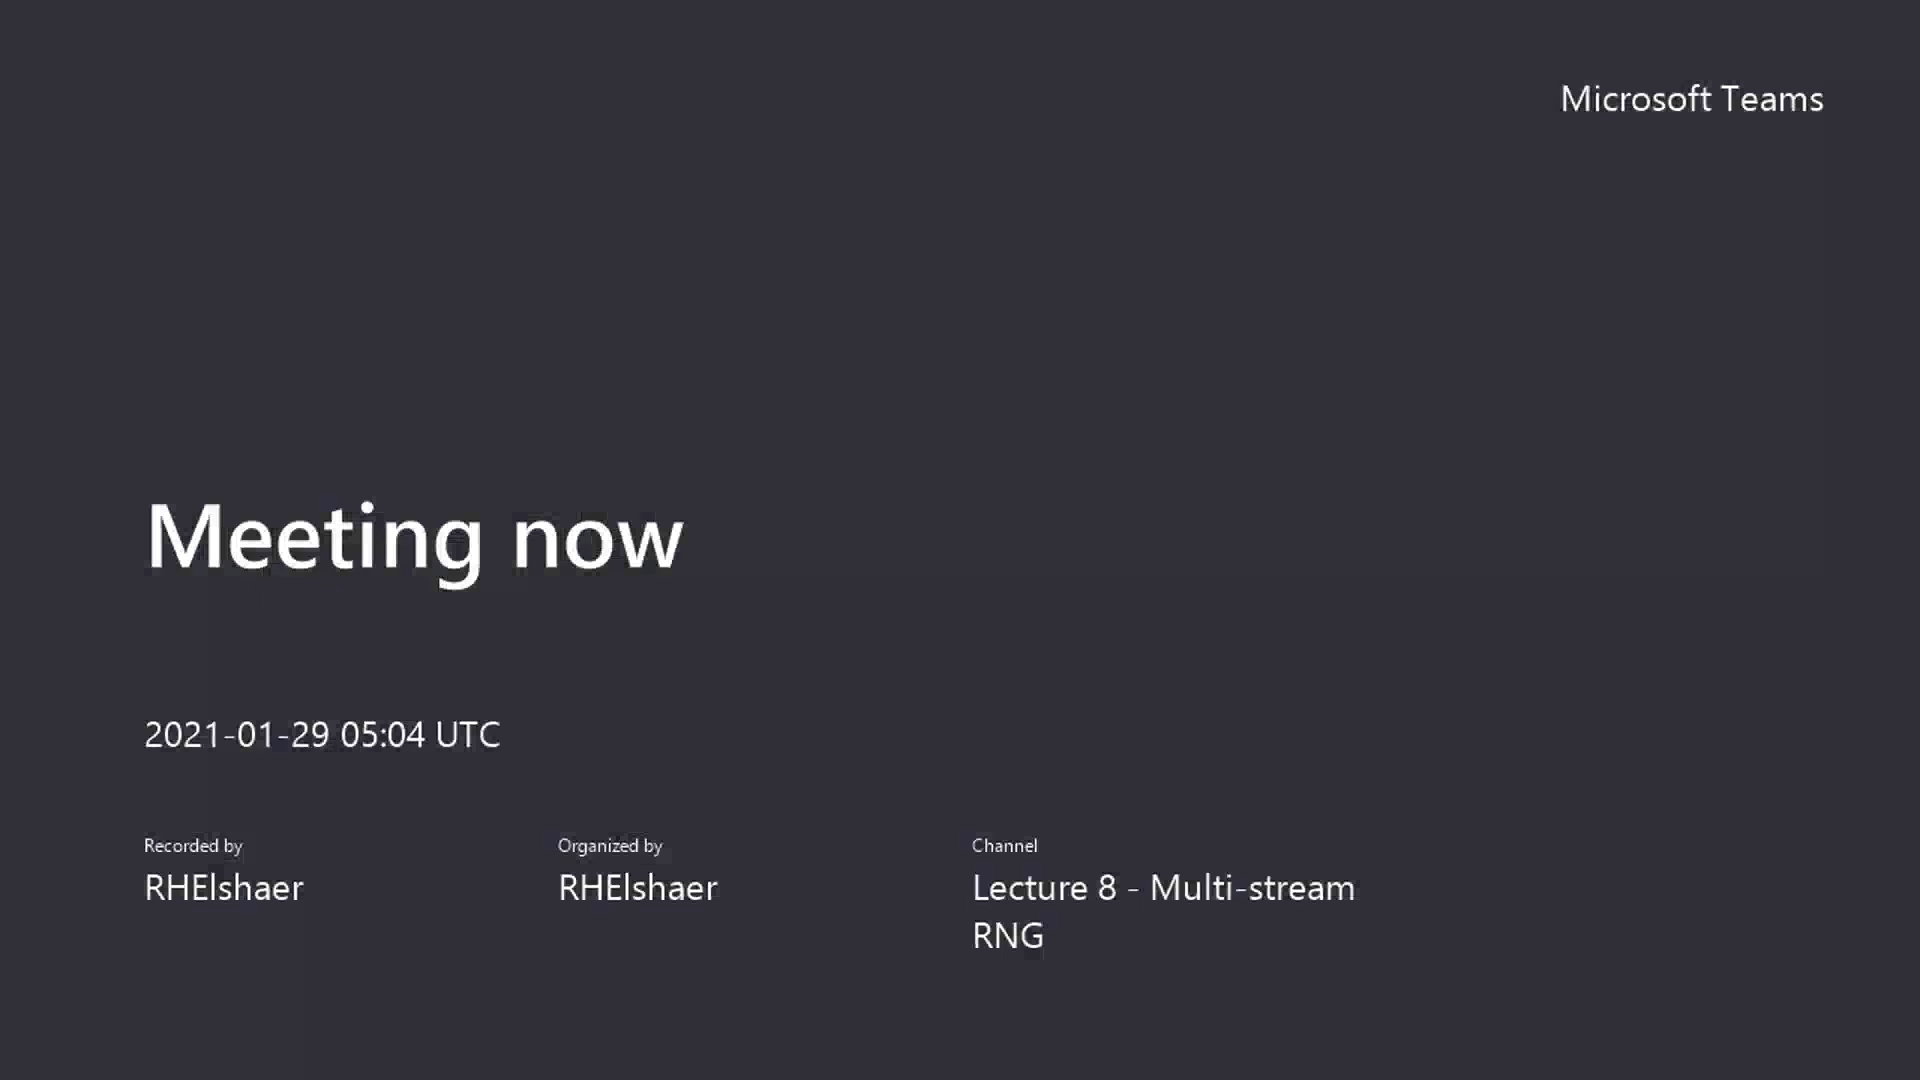 Microsoft Teams
Meeting now
2021-01-29 05:04 UTC
Recorded by
RHElshaer
Organized by
RHElshaer
Channel
Lecture 8 - Multi-stream
RNG